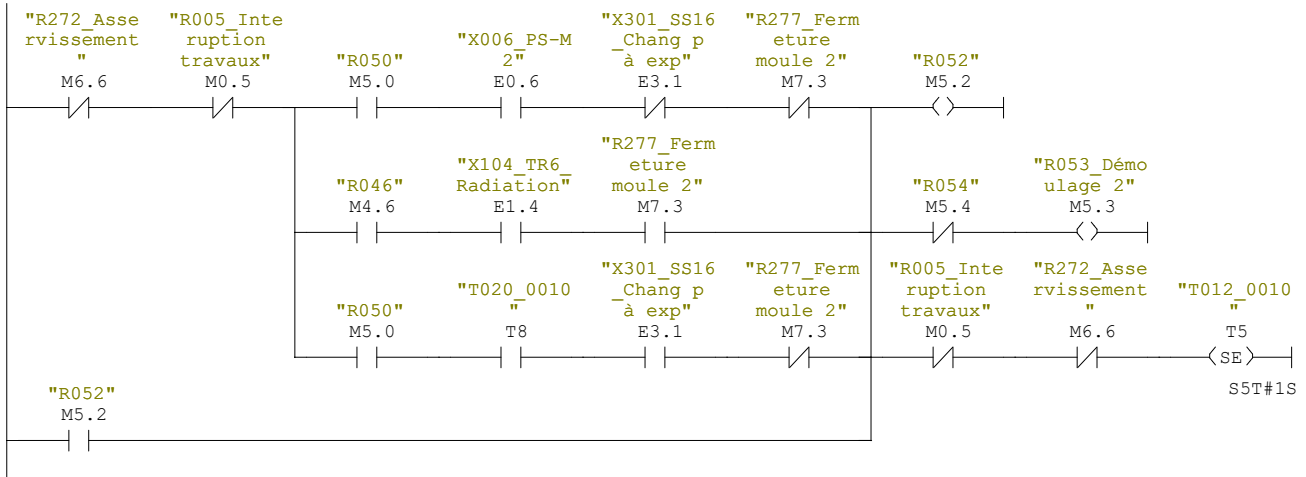 "R272_Asse "R005_Inte "X301_SS16 "R277_Ferm
rvissement ruption "X006_PS-M _Chang p eture
" travaux" "R050" 2" à exp" moule 2" "R052"
M6.6 M0.5 M5.0 E0.6 E3.1 M7.3 M5.2
"R277_Ferm
"X104_TR6_ eture "R053_Démo
"R046" Radiation" moule 2" "R054" ulage 2"
M4.6 E1.4 M7.3 M5.4 M5.3
"X301_SS16 "R277_Ferm "R005_Inte "R272_Asse
"T020_0010 _Chang p eture ruption rvissement "T012_0010
"R050" " à exp" moule 2" travaux" " "
M5.0 T8 E3.1 M7.3 M0.5 M6.6 T5
SE
"R052" S5T#1S
M5.2